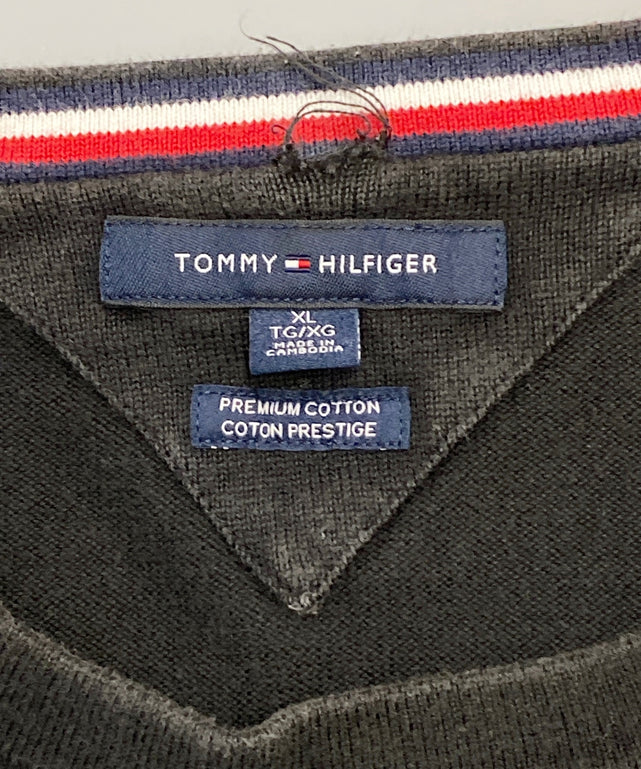 TOMMY HILFIGER
XL
TG/XG
MADE IN
CAMBODIA
PREMIUM COTTON
COTON PRESTIGE